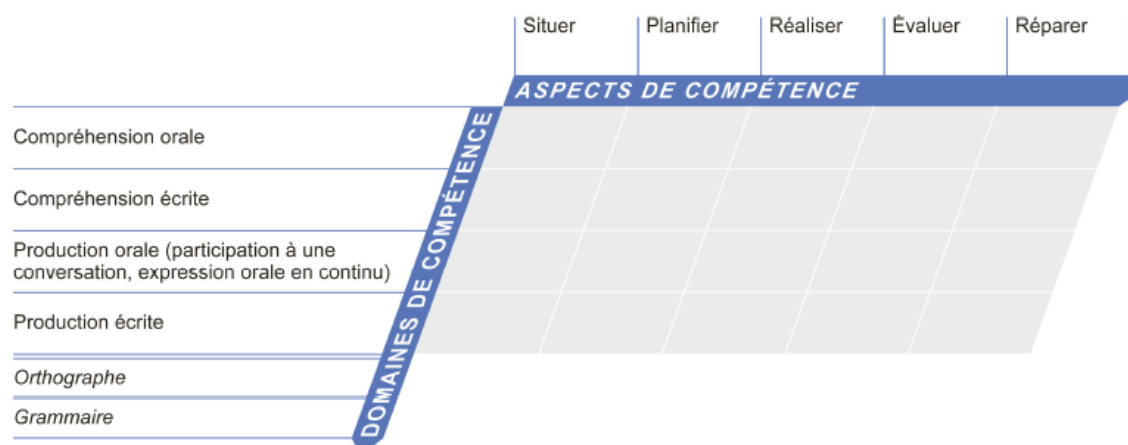 Situer Planifier Réaliser Évaluer Réparer
ASPECTS DE COMPÉTENCE
DOMAINES DE COMPÉTENCE
Compréhension orale
Compréhension écrite
Production orale (participation à une
conversation, expression orale en continu)
Production écrite
Orthographe
Grammaire